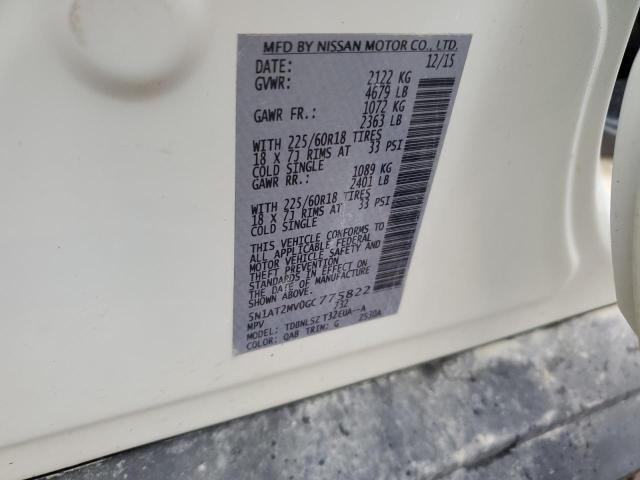 MFD BY NISSAN MOTOR CO., LTD.
DATE: 12/15
GVWR: 2122 KG
4679 LB
GAWR FR.: 1072 KG
2363 LB
WITH 225/60R18 TIRES
18 X 7J RIMS AT 33 PSI
COLD SINGLE
GAWR RR.: 1089 KG
2401 LB
WITH 225/60R18 TIRES
18 X 7J RIMS AT 33 PSI
COLD SINGLE
THIS VEHICLE CONFORMS TO
ALL APPLICABLE FEDERAL
MOTOR VEHICLE SAFETY AND
STANDARDS IN EFFECT ON
THE DATE OF MANUFACTURE
SHOWN ABOVE.
5N1AT2MV0GC775822
MPV 732
MODEL: TDBNLSZ T32EUA--A
COLOR: QAB TRIM: G 2530A